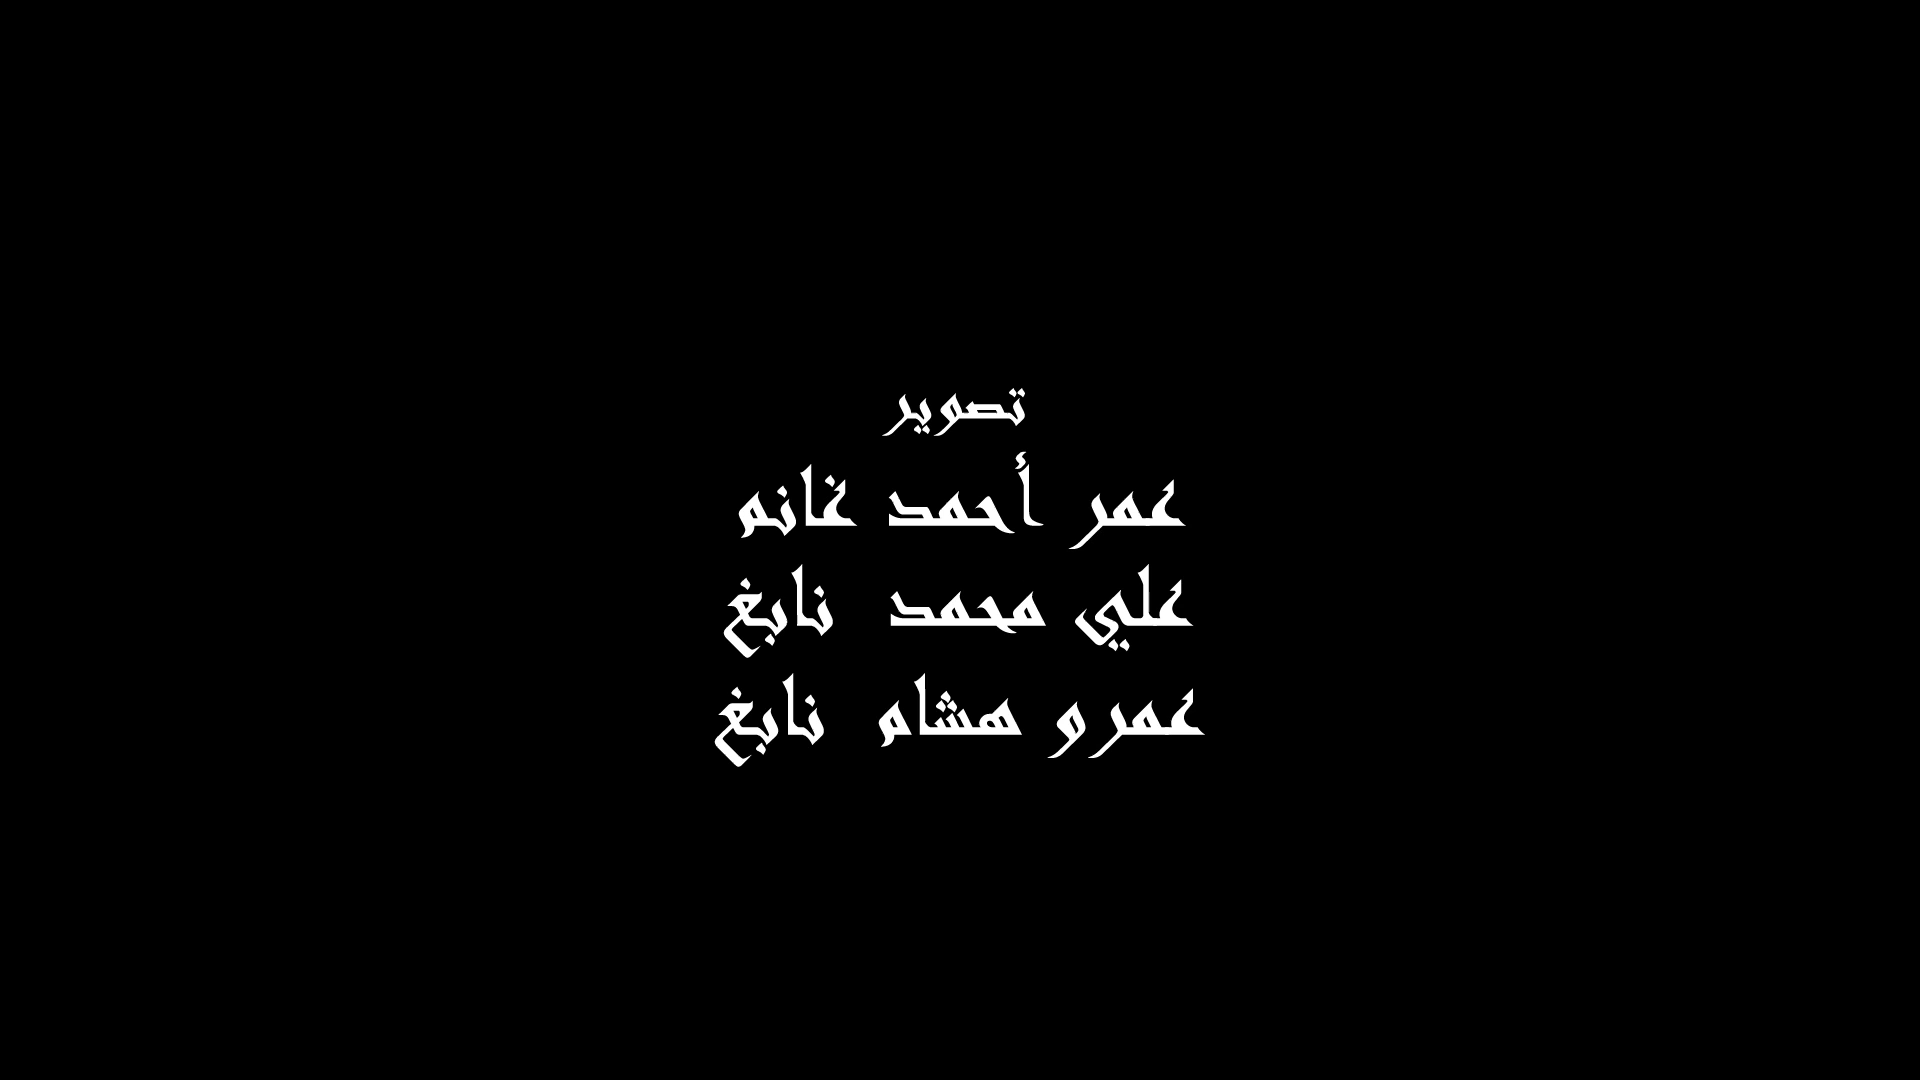 تصوير
عمر أحمد غانم
علي محمد نابغ
عمرو هشام نابغ